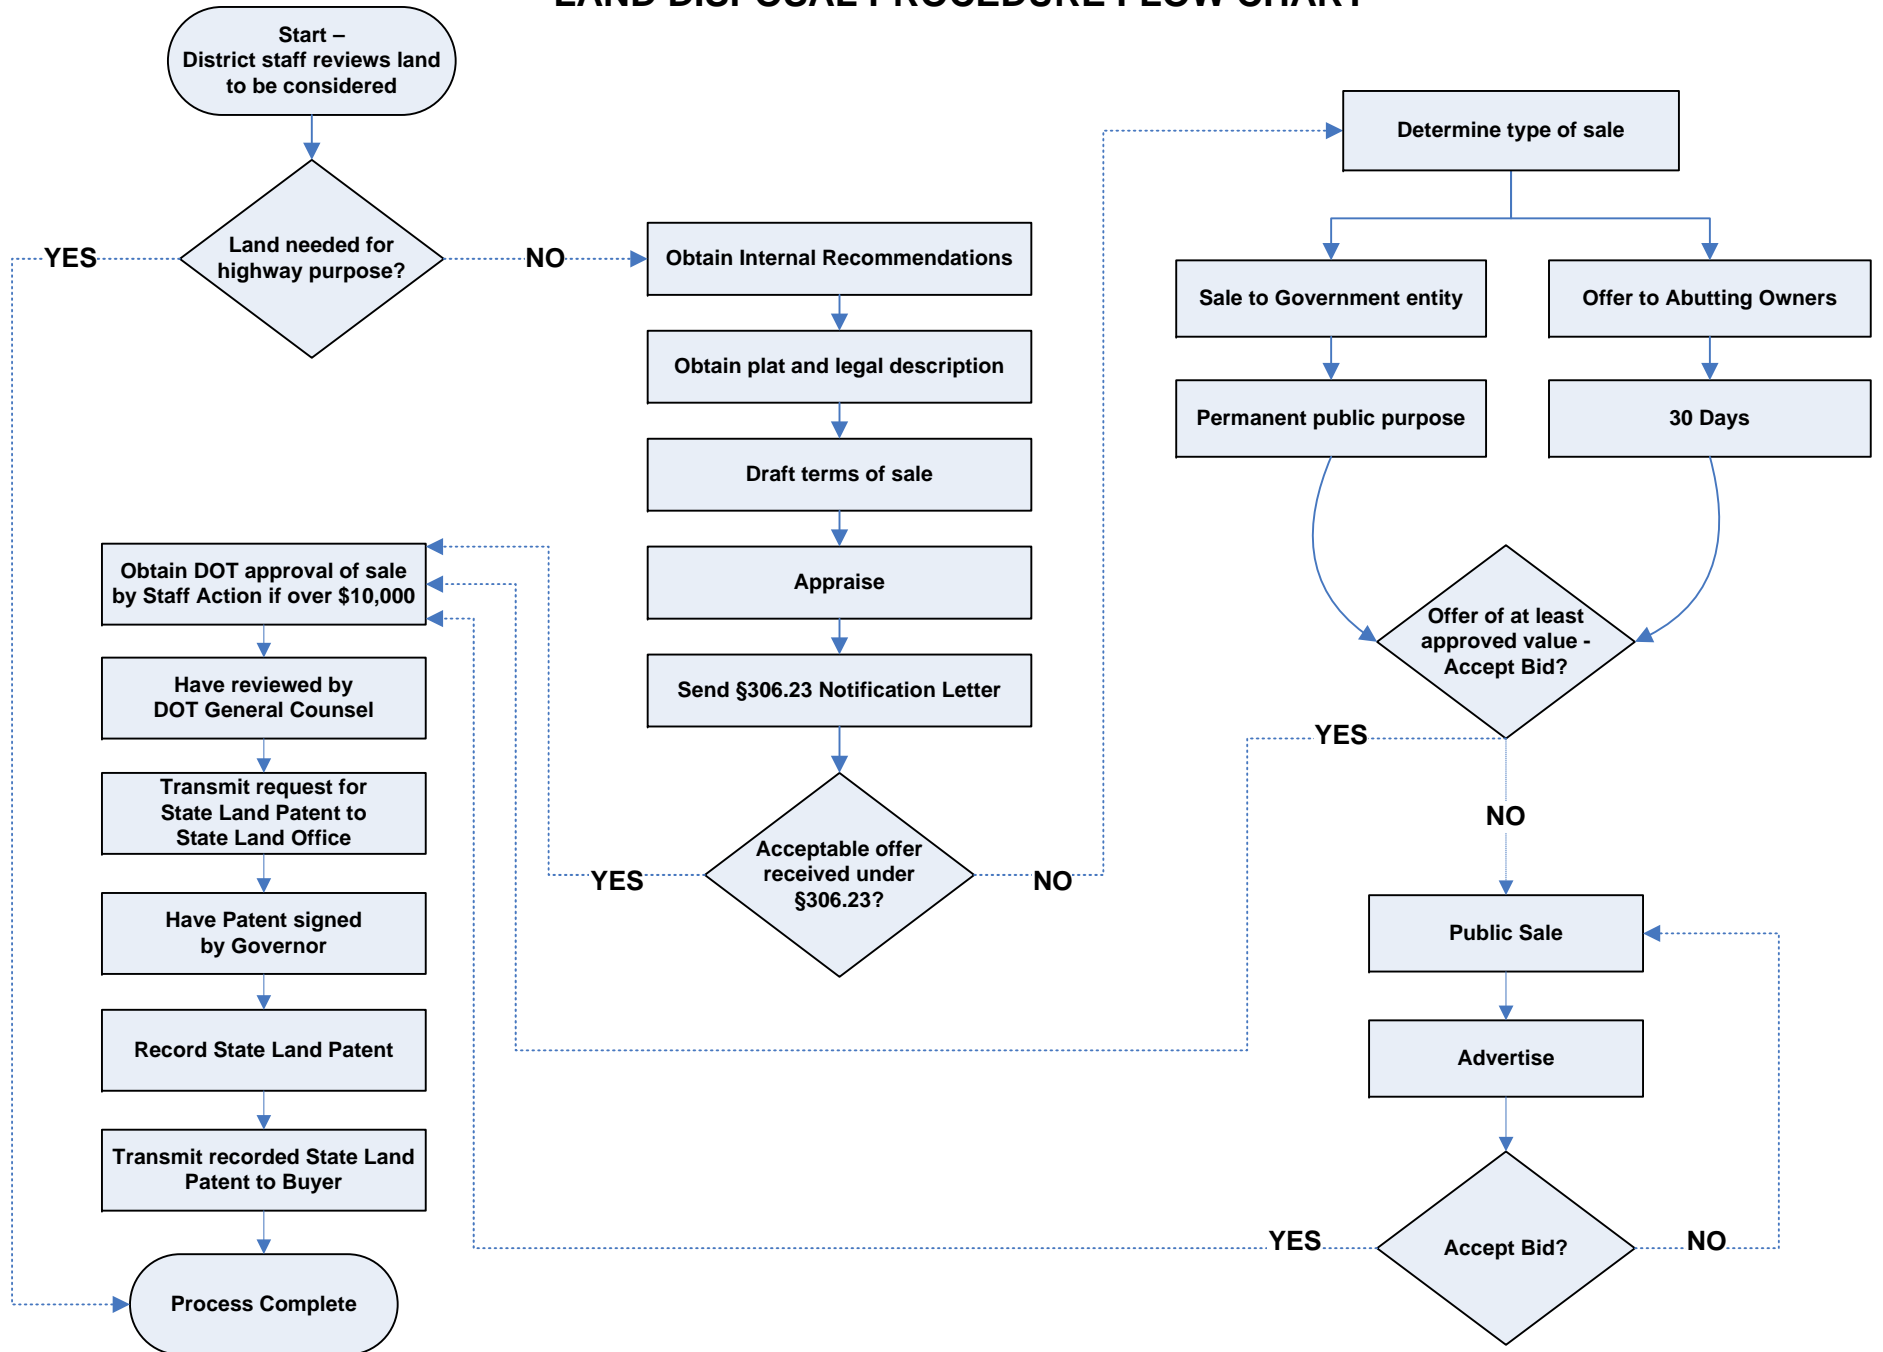 LAND DISPOSAL PROCEDURE FLOW CHART
Start –
District staff reviews land
to be considered
Land needed for
highway purpose?
YES
NO
Obtain Internal Recommendations
Obtain plat and legal description
Draft terms of sale
Appraise
Send §306.23 Notification Letter
Acceptable offer
received under
§306.23?
YES
NO
Determine type of sale
Sale to Government entity
Offer to Abutting Owners
Permanent public purpose
30 Days
Offer of at least
approved value -
Accept Bid?
YES
NO
Public Sale
Advertise
Accept Bid?
YES
NO
Obtain DOT approval of sale
by Staff Action if over $10,000
Have reviewed by
DOT General Counsel
Transmit request for
State Land Patent to
State Land Office
Have Patent signed
by Governor
Record State Land Patent
Transmit recorded State Land
Patent to Buyer
Process Complete